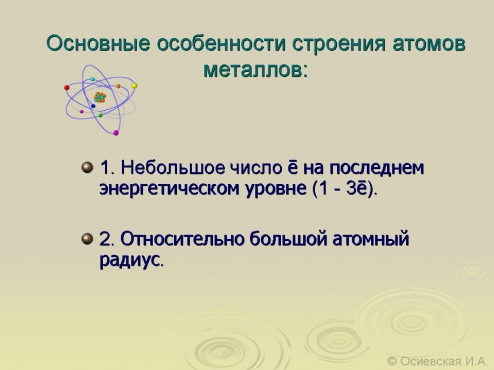 Основные особенности строения атомов
металлов:
1. Небольшое число ē на последнем
энергетическом уровне (1 - 3ē).
2. Относительно большой атомный
радиус.
© Осиевская И.А.